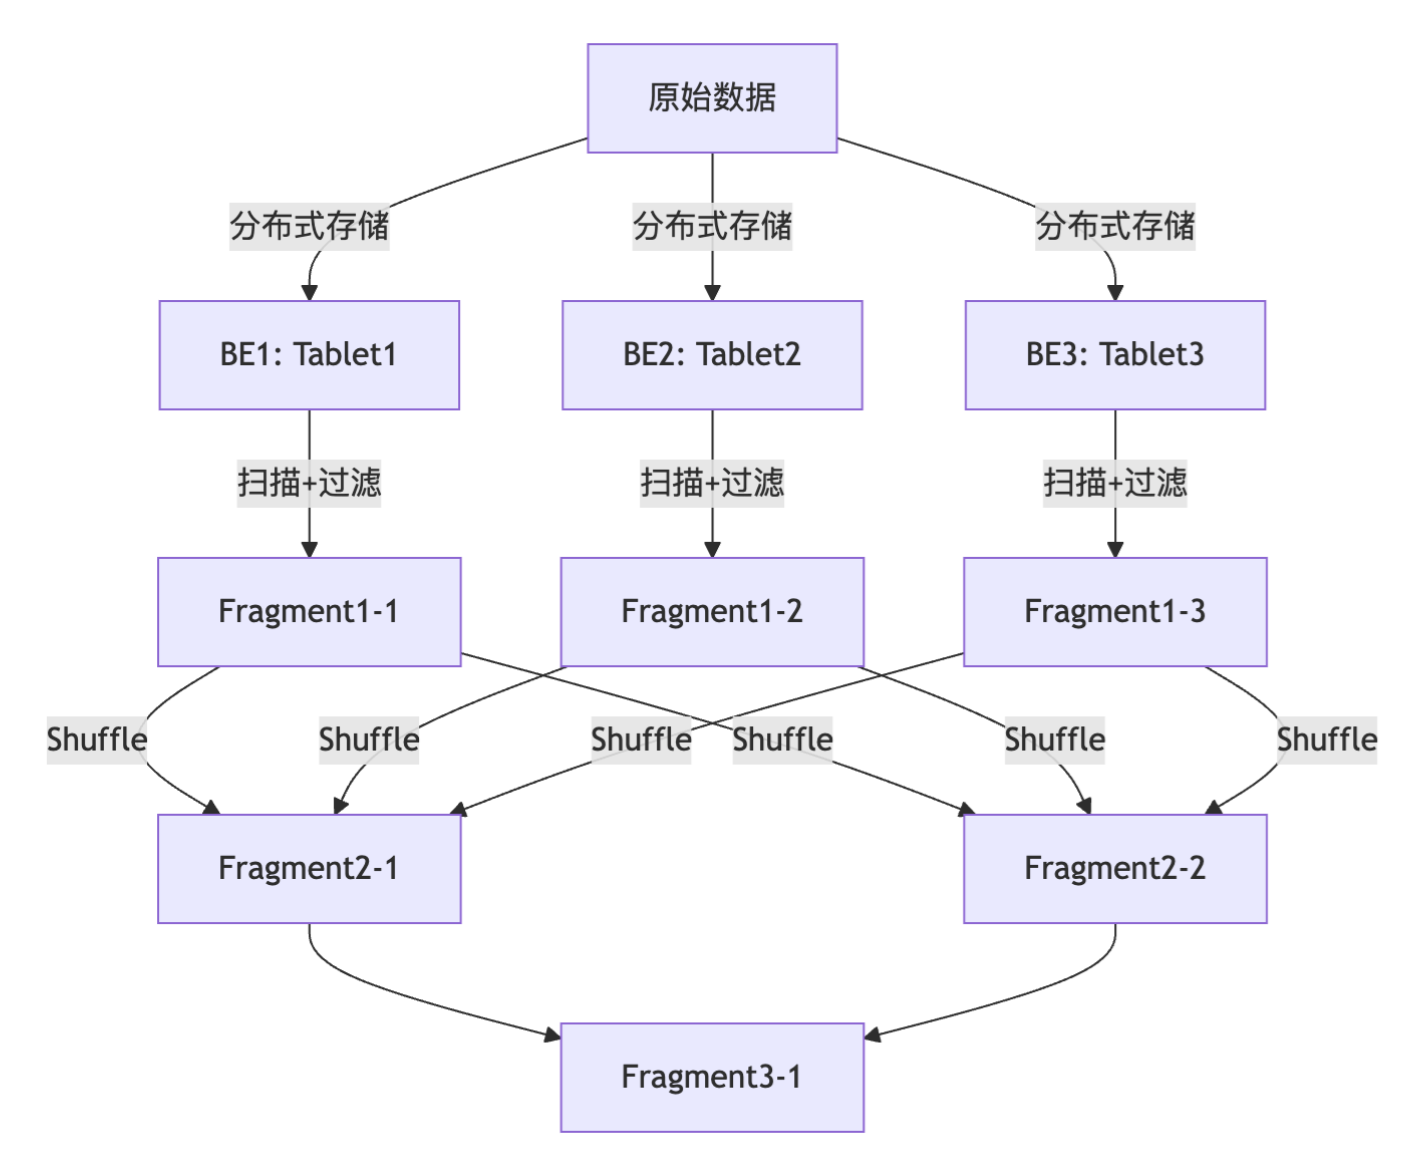 原始数据
分布式存储
分布式存储
分布式存储
BE1: Tablet1
BE2: Tablet2
BE3: Tablet3
扫描+过滤
扫描+过滤
扫描+过滤
Fragment1-1
Fragment1-2
Fragment1-3
Shuffle
Shuffle
Shuffle
Shuffle
Shuffle
Shuffle
Fragment2-1
Fragment2-2
Fragment3-1